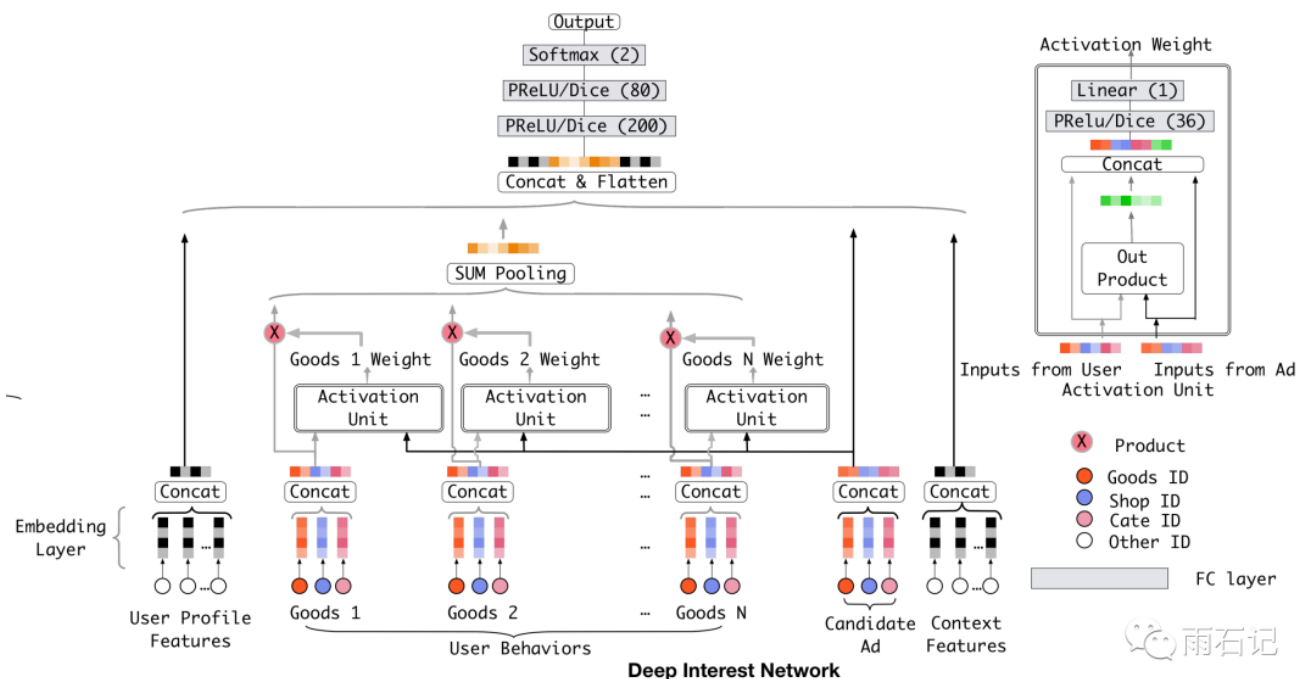 Output
Softmax (2)
PReLU/Dice (80)
PReLU/Dice (200)
Concat & Flatten
SUM Pooling
X
X
X
Goods 1 Weight
Goods 2 Weight
Goods N Weight
Activation
Unit
Activation
Unit
...
...
Activation
Unit
...
...
Concat
Concat
Concat
Concat
Concat
Concat
Embedding
Layer
...
...
...
User Profile
Features
Goods 1
Goods 2
...
Goods N
User Behaviors
Candidate
Ad
Context
Features
Deep Interest Network
Activation Weight
Linear (1)
PRelu/Dice (36)
Concat
Out
Product
Inputs from User
Inputs from Ad
Activation Unit
X
Product
Goods ID
Shop ID
Cate ID
Other ID
FC layer
雨石记